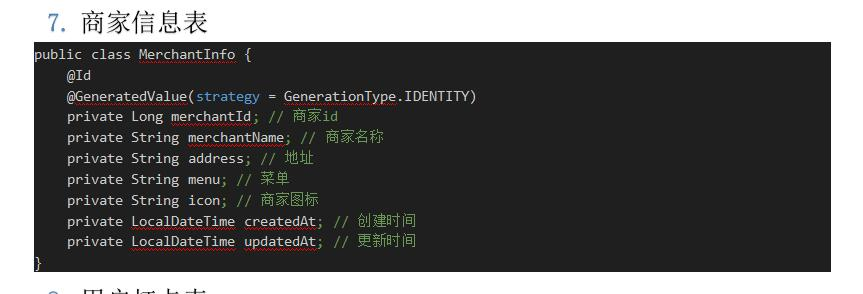 7. 商家信息表
public class MerchantInfo {
@Id
@GeneratedValue(strategy = GenerationType.IDENTITY)
private Long merchantId; // 商家id
private String merchantName; // 商家名称
private String address; // 地址
private String menu; // 菜单
private String icon; // 商家图标
private LocalDateTime createdAt; // 创建时间
private LocalDateTime updatedAt; // 更新时间
}